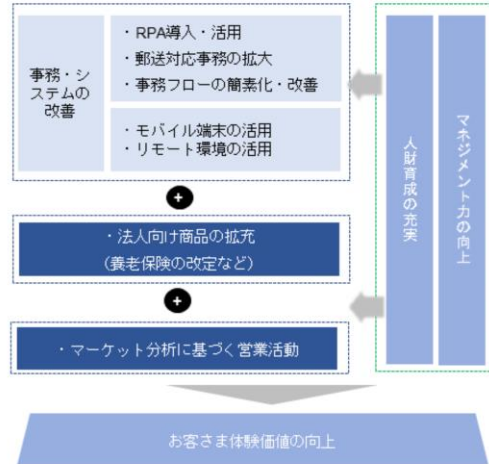 事務・シ
ステムの
改善
・RPA導入・活用
・郵送対応事務の拡大
・事務フローの簡素化・改善
・モバイル端末の活用
・リモート環境の活用
+
・法人向け商品の拡充
(養老保険の改定など)
+
・マーケット分析に基づく営業活動
人財育成の充実
マネジメント力の向上
お客さま体験価値の向上